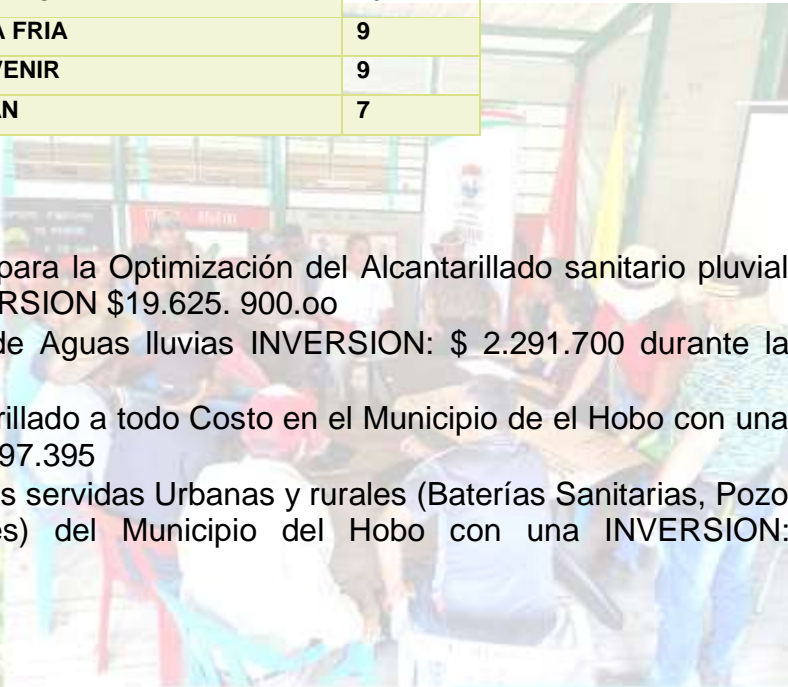 A FRIA 9
VENIR 9
AN 7
para la Optimización del Alcantarillado sanitario pluvial
ERSION $19.625. 900.oo
de Aguas lluvias INVERSION: $ 2.291.700 durante la
rillado a todo Costo en el Municipio de el Hobo con una
97.395
s servidas Urbanas y rurales (Baterías Sanitarias, Pozo
es) del Municipio del Hobo con una INVERSION: